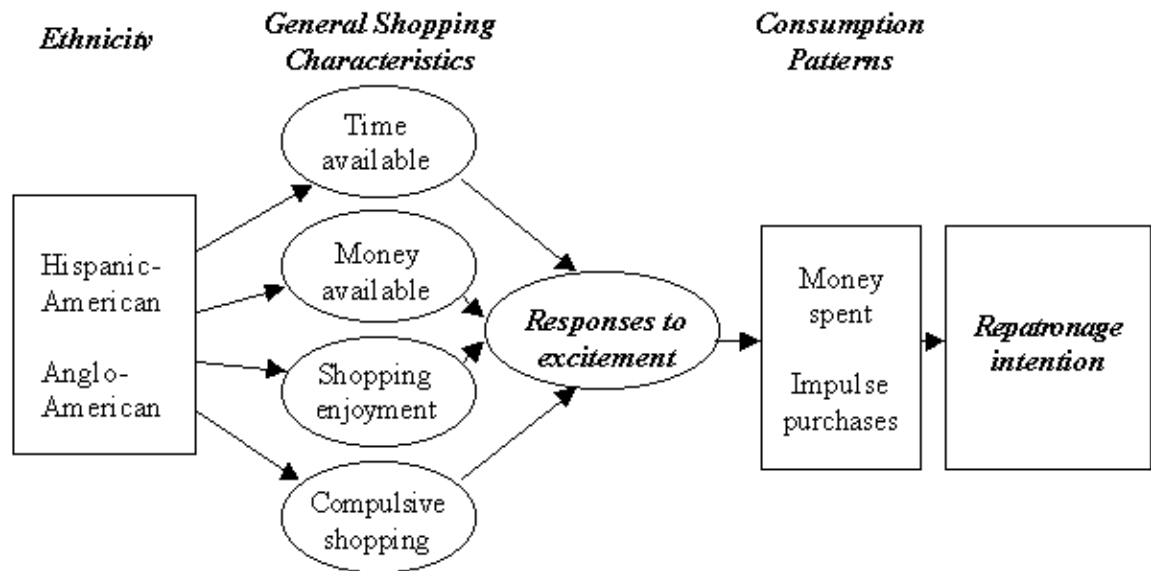 Ethnicity
General Shopping
Characteristics
Consumption
Patterns
Time
available
Hispanic-
American
Anglo-
American
Money
available
Shopping
enjoyment
Compulsive
shopping
Responses to
excitement
Money
spent
Impulse
purchases
Repatronage
intention